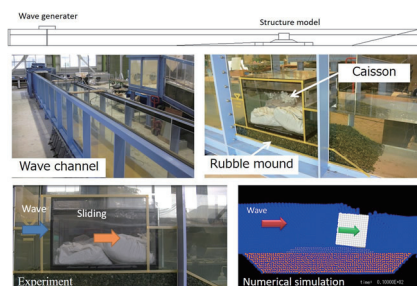 Wave generater
Structure model
Caisson
Wave channel
Rubble mound
Wave
Sliding
Experiment
Wave
Numerical simulation